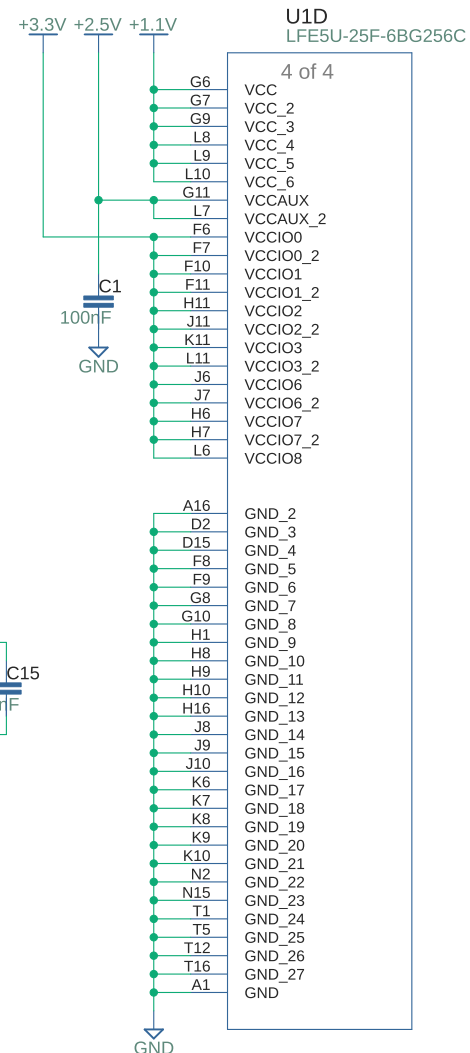 U1D
+3.3V +2.5V +1.1V LFE5U-25F-6BG256C
4 of 4
G6 VCC
G7 VCC_2
G9 VCC_3
L8 VCC_4
L9 VCC_5
L10 VCC_6
G11 VCCAUX
L7 VCCAUX_2
F6 VCCIO0
F7 VCCIO0_2
F10 VCCIO1
F11 VCCIO1_2
H11 VCCIO2
J11 VCCIO2_2
K11 VCCIO3
L11 VCCIO3_2
J6 VCCIO6
J7 VCCIO6_2
H6 VCCIO7
H7 VCCIO7_2
L6 VCCIO8
C1
100nF
GND
A16 GND_2
D2 GND_3
D15 GND_4
F8 GND_5
F9 GND_6
G8 GND_7
G10 GND_8
H1 GND_9
H8 GND_10
H9 GND_11
H10 GND_12
H16 GND_13
J8 GND_14
J9 GND_15
J10 GND_16
K6 GND_17
K7 GND_18
K8 GND_19
K9 GND_20
K10 GND_21
N2 GND_22
N15 GND_23
T1 GND_24
T5 GND_25
T12 GND_26
T16 GND_27
A1 GND
C15
nF
GND